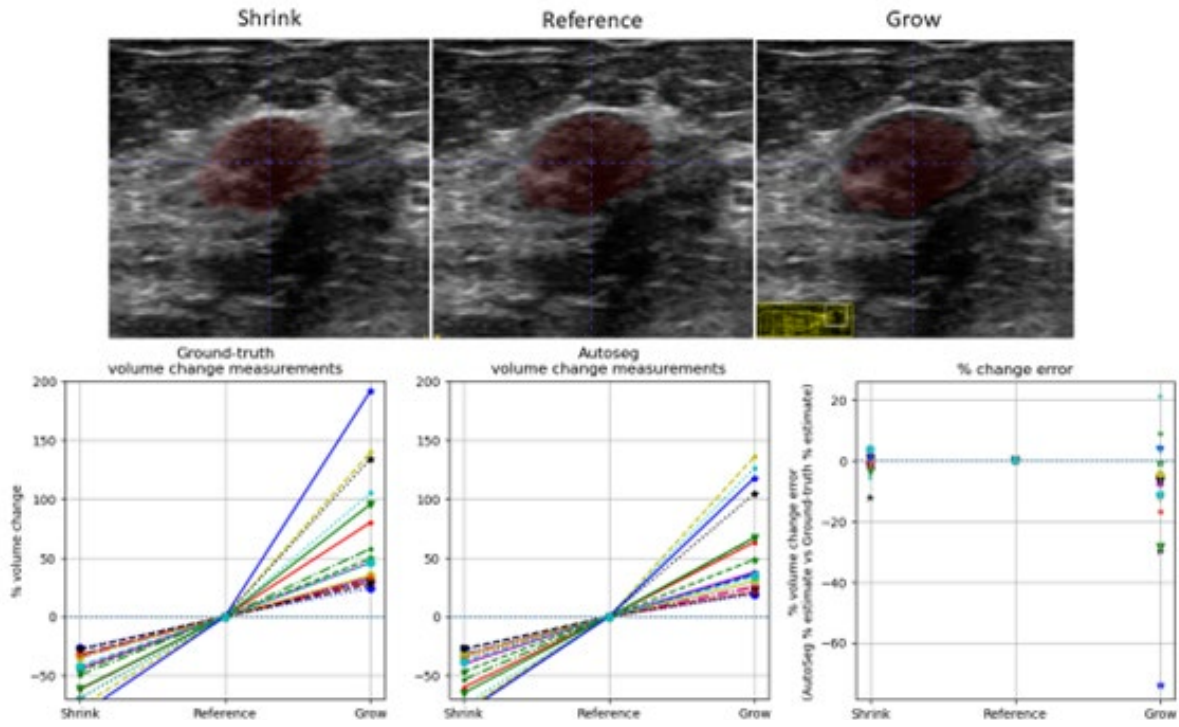 Shrink
Reference
Grow
Ground-truth
volume change measurements
Autoseg
volume change measurements
% change error
% volume change
200
150
100
50
0
−50
Shrink
Reference
Grow
200
150
100
50
0
−50
Shrink
Reference
Grow
% volume change error
(AutoSeg % estimate vs Ground-truth % estimate)
20
0
−20
−40
−60
Shrink
Reference
Grow